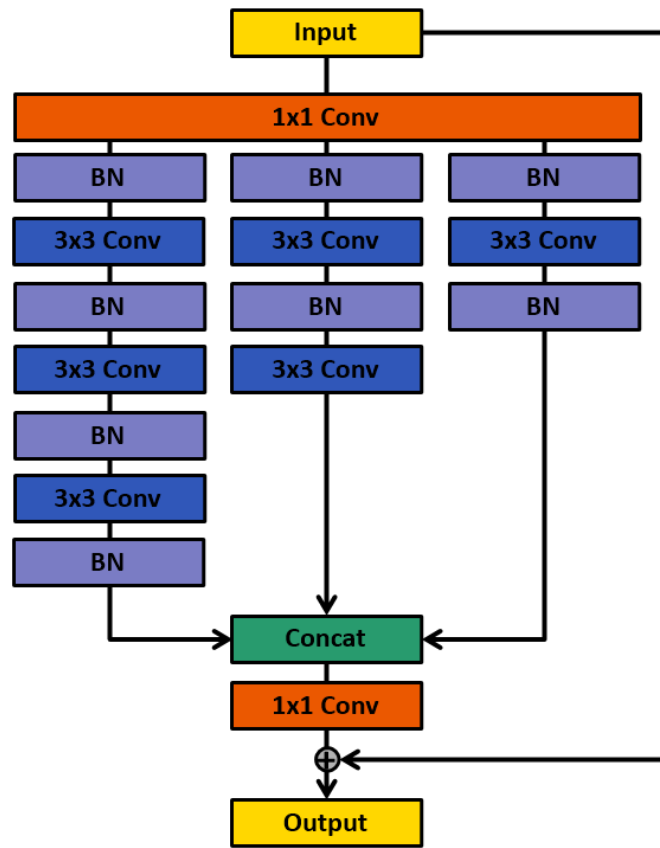 Input
1x1 Conv
BN BN BN
3x3 Conv 3x3 Conv 3x3 Conv
BN BN BN
3x3 Conv 3x3 Conv
BN
3x3 Conv
BN
Concat
1x1 Conv
Output